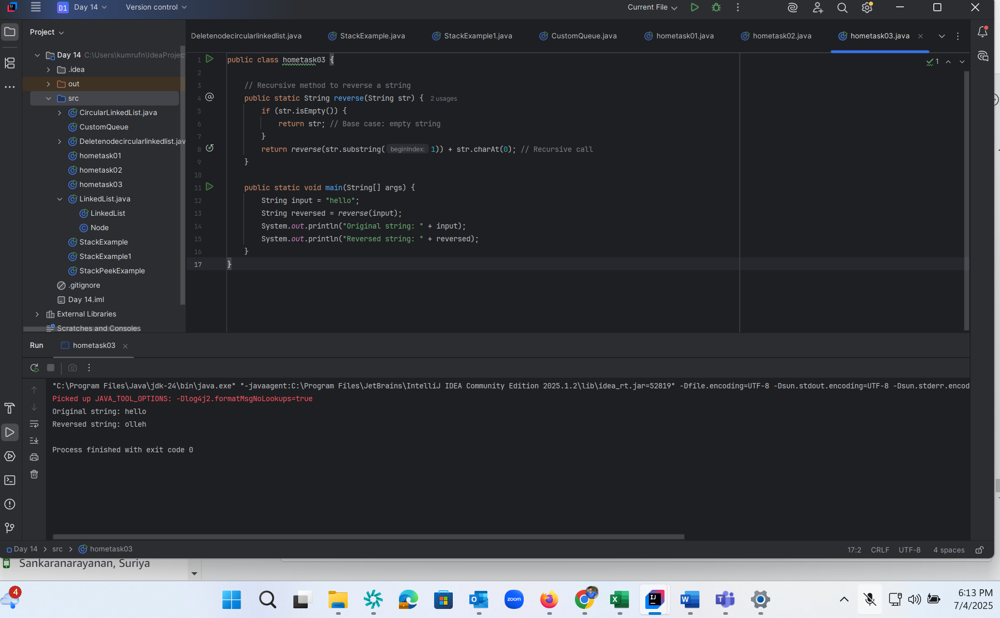 D1 Day 14 Version control Current File
Project
Deletenodecircularlinkedlist.java StackExample.java StackExample1.java CustomQueue.java hometask01.java hometask02.java hometask03.java
Day 14 C:\Users\kumrufn\IdeaProjec
.idea
out
src
CircularLinkedList.java
CustomQueue
Deletenodecircularlinkedlist.jav
hometask01
hometask02
hometask03
LinkedList.java
LinkedList
Node
StackExample
StackExample1
StackPeekExample
.gitignore
Day 14.iml
External Libraries
Scratches and Consoles
1 public class hometask03 {
1
2
3 // Recursive method to reverse a string
4 public static String reverse(String str) { 2 usages
5 if (str.isEmpty()) {
6 return str; // Base case: empty string
7 }
8 return reverse(str.substring( beginIndex: 1)) + str.charAt(0); // Recursive call
9 }
10
11 public static void main(String[] args) {
12 String input = "hello";
13 String reversed = reverse(input);
14 System.out.println("Original string: " + input);
15 System.out.println("Reversed string: " + reversed);
16 }
17 }
Run hometask03
"C:\Program Files\Java\jdk-24\bin\java.exe" "-javaagent:C:\Program Files\JetBrains\IntelliJ IDEA Community Edition 2025.1.2\lib\idea_rt.jar=52819" -Dfile.encoding=UTF-8 -Dsun.stdout.encoding=UTF-8 -Dsun.stderr.encod
Picked up JAVA_TOOL_OPTIONS: -Dlog4j2.formatMsgNoLookups=true
Original string: hello
Reversed string: olleh
Process finished with exit code 0
Day 14 > src > hometask03 17:2 CRLF UTF-8 4 spaces
Sankaranarayanan, Suriya
4
zoom
6:13 PM
7/4/2025